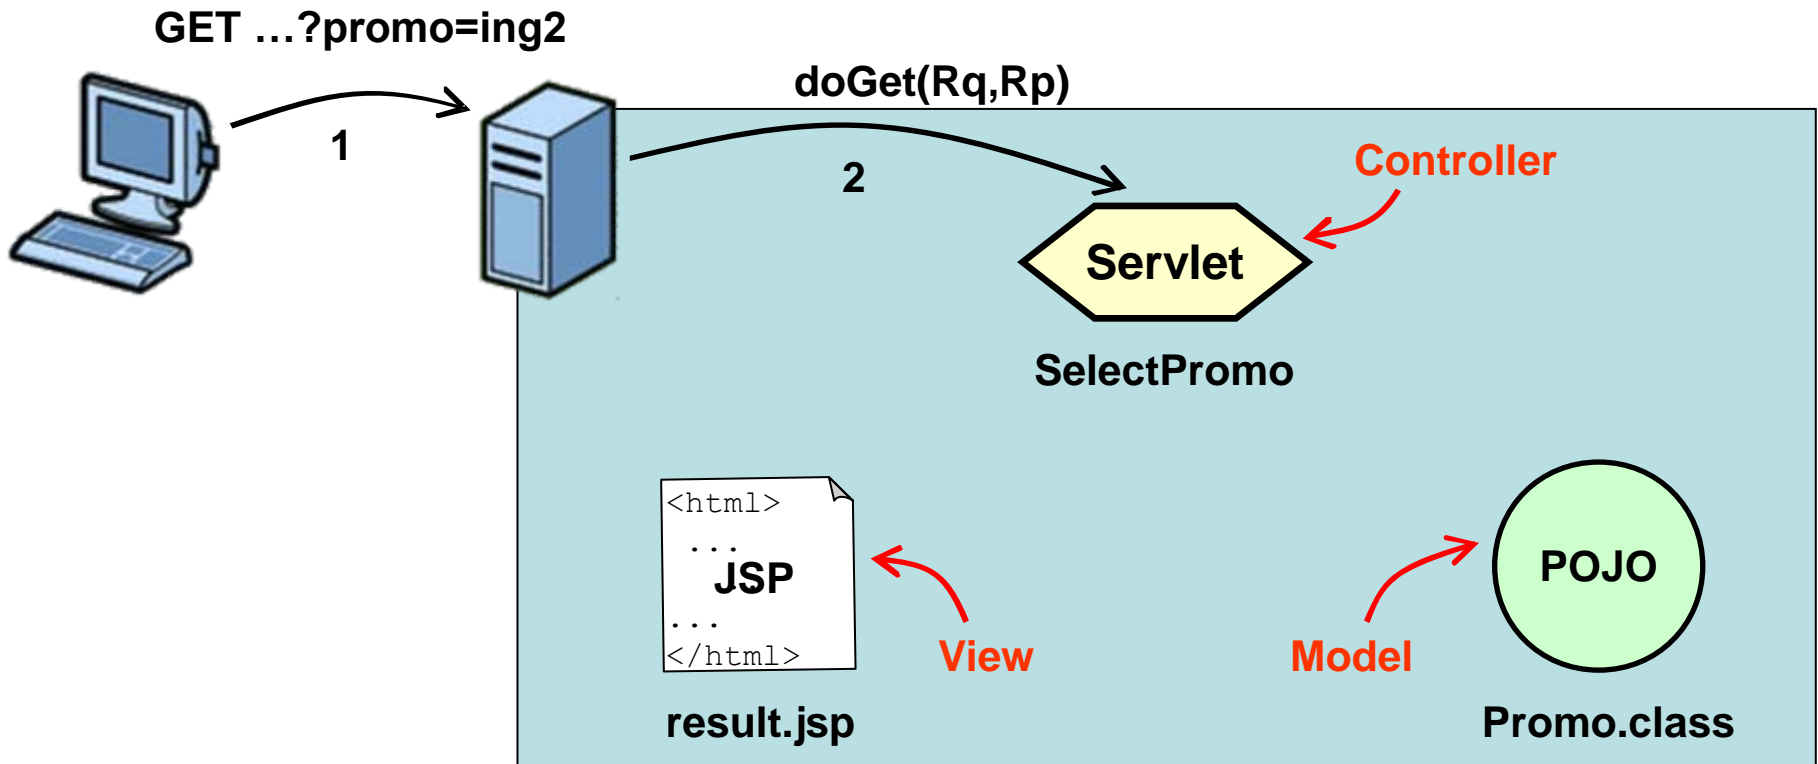 GET …?promo=ing2
doGet(Rq,Rp)
1
2
Controller
Servlet
SelectPromo
<html>
...
JSP
...
</html>
View
result.jsp
POJO
Model
Promo.class